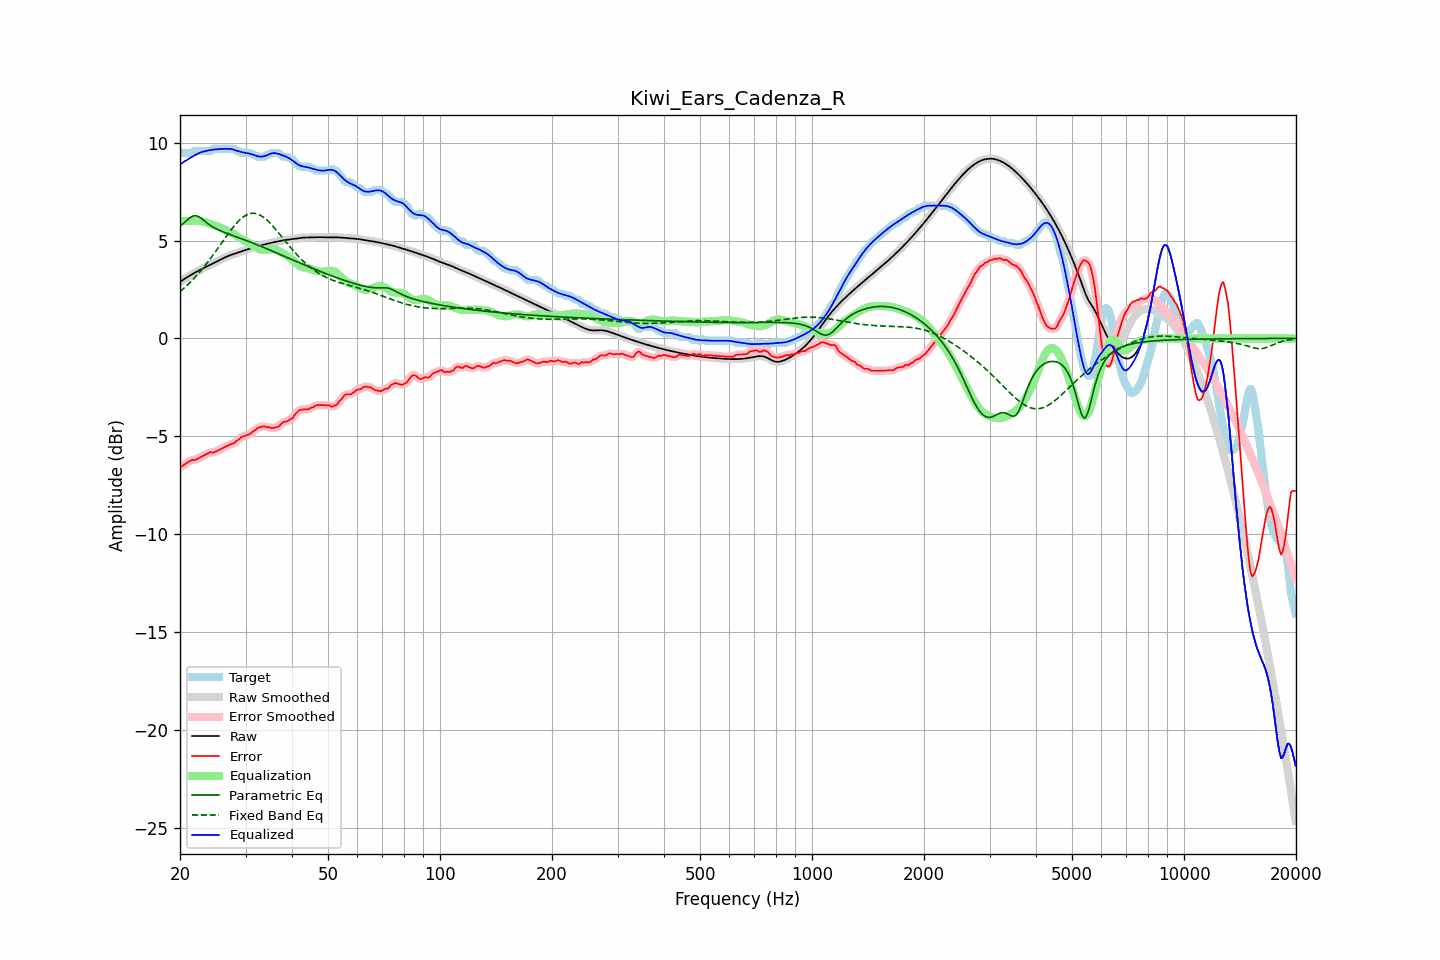 Kiwi_Ears_Cadenza_R
Amplitude (dBr)
10
5
0
−5
−10
−15
−20
−25
Target
Raw Smoothed
Error Smoothed
Raw
Error
Equalization
Parametric Eq
Fixed Band Eq
Equalized
20 50 100 200 500 1000 2000 5000 10000 20000
Frequency (Hz)